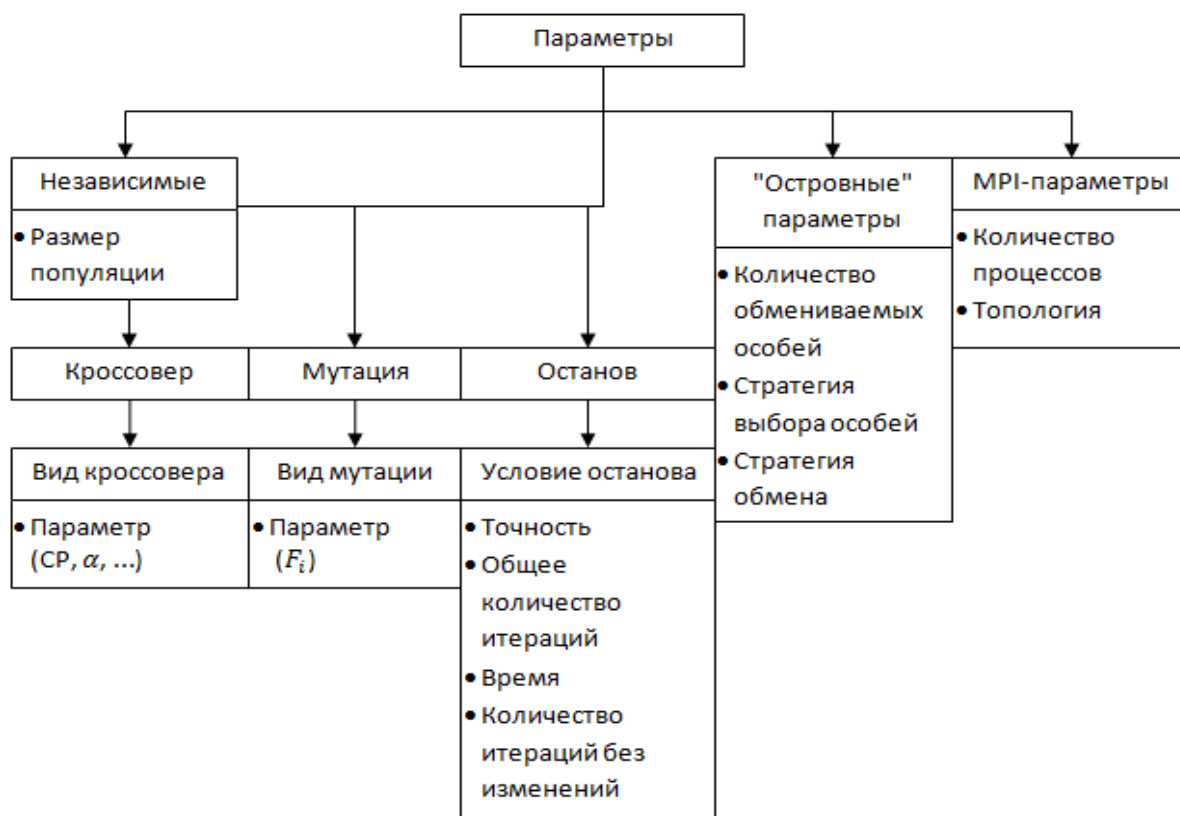 Параметры
Независимые
• Размер
популяции
"Островные"
параметры
• Количество
обмениваемых
особей
• Стратегия
выбора особей
• Стратегия
обмена
MPI-параметры
• Количество
процессов
• Топология
Кроссовер
Мутация
Останов
Вид кроссовера
• Параметр
(CP, α, ...)
Вид мутации
• Параметр
(Fᵢ)
Условие останова
• Точность
• Общее
количество
итераций
• Время
• Количество
итераций без
изменений